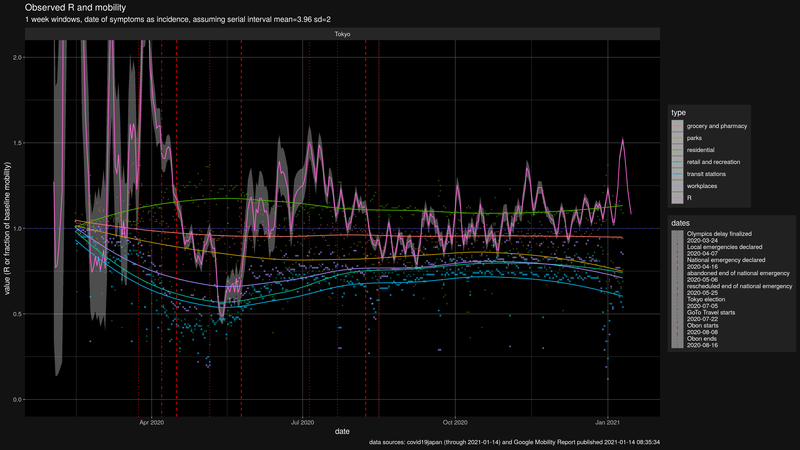 Observed R and mobility
1 week windows, date of symptoms as incidence, assuming serial interval mean=3.96 sd=2
Tokyo
2.0
1.5
1.0
0.5
0.0
value (R or fraction of baseline mobility)
Apr 2020
Jul 2020
Oct 2020
Jan 2021
date
type
grocery and pharmacy
parks
residential
retail and recreation
transit stations
workplaces
R
dates
Olympics delay finalized
2020-03-24
Local emergencies declared
2020-04-07
National emergency declared
2020-04-16
abandoned end of national emergency
2020-05-06
rescheduled end of national emergency
2020-05-25
Tokyo election
2020-07-05
GoTo Travel starts
2020-07-22
Obon starts
2020-08-08
Obon ends
2020-08-16
data sources: covid19japan (through 2021-01-14) and Google Mobility Report published 2021-01-14 08:35:34